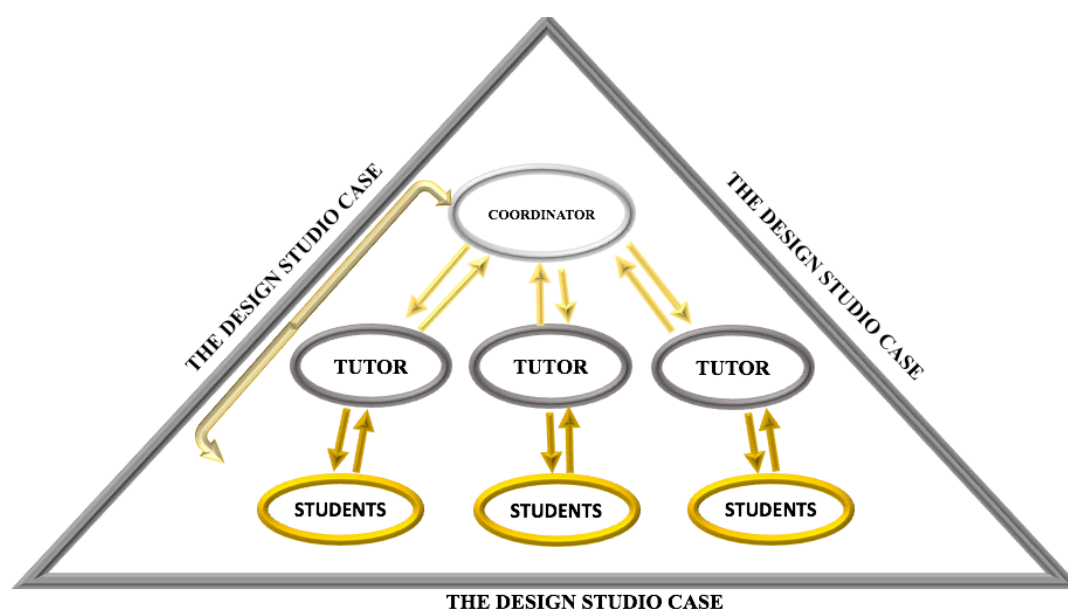 THE DESIGN STUDIO CASE
THE DESIGN STUDIO CASE
COORDINATOR
TUTOR
TUTOR
TUTOR
STUDENTS
STUDENTS
STUDENTS
THE DESIGN STUDIO CASE